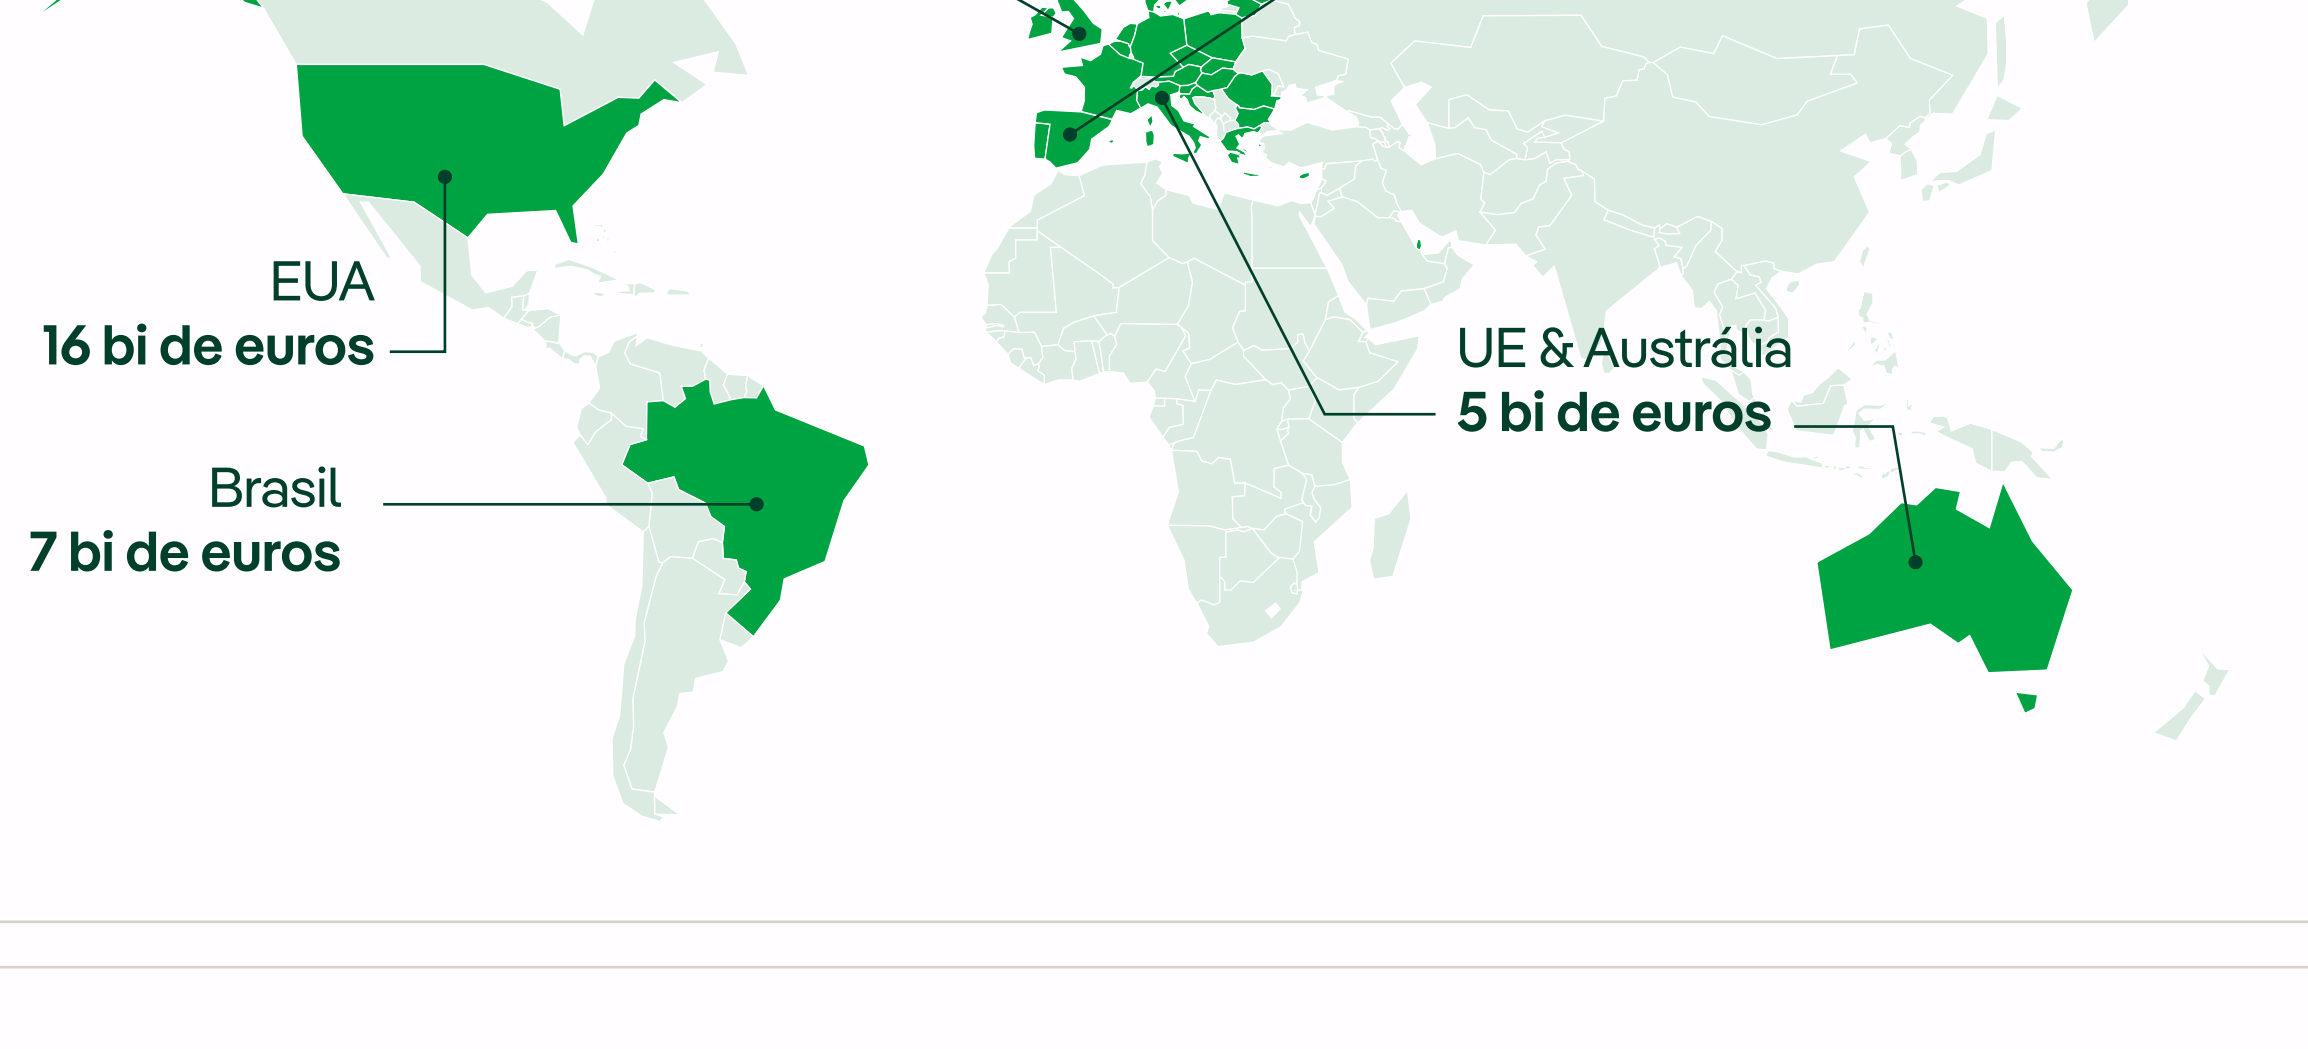 EUA
16 bi de euros
Brasil
7 bi de euros
UE & Austrália
5 bi de euros